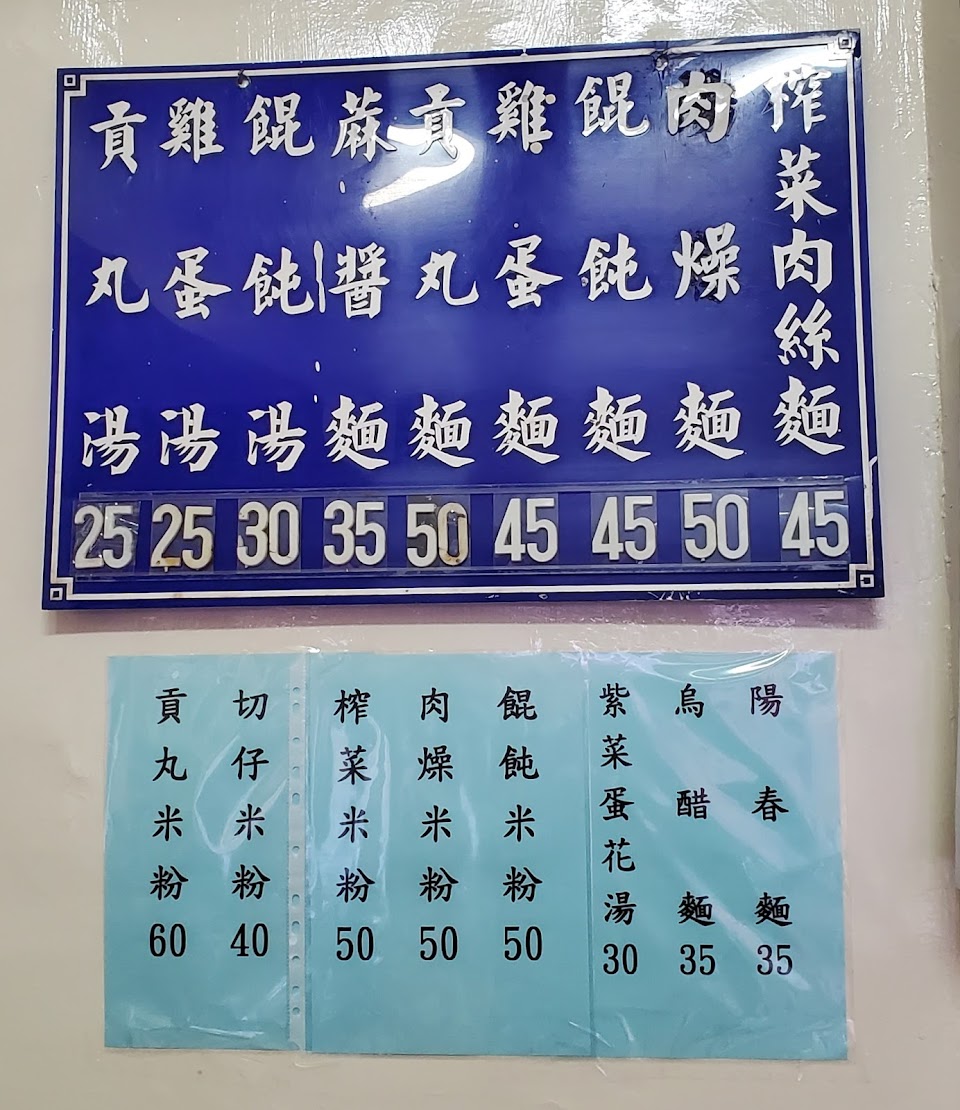 榨菜肉絲麵 45
肉燥麵 50
餛飩麵 45
雞蛋麵 45
貢丸麵 50
蔴醬麵 35
餛飩湯 30
雞蛋湯 25
貢丸湯 25
陽春麵 35
烏醋麵 35
紫菜蛋花湯 30
餛飩米粉 50
肉燥米粉 50
榨菜米粉 50
切仔米粉 40
貢丸米粉 60